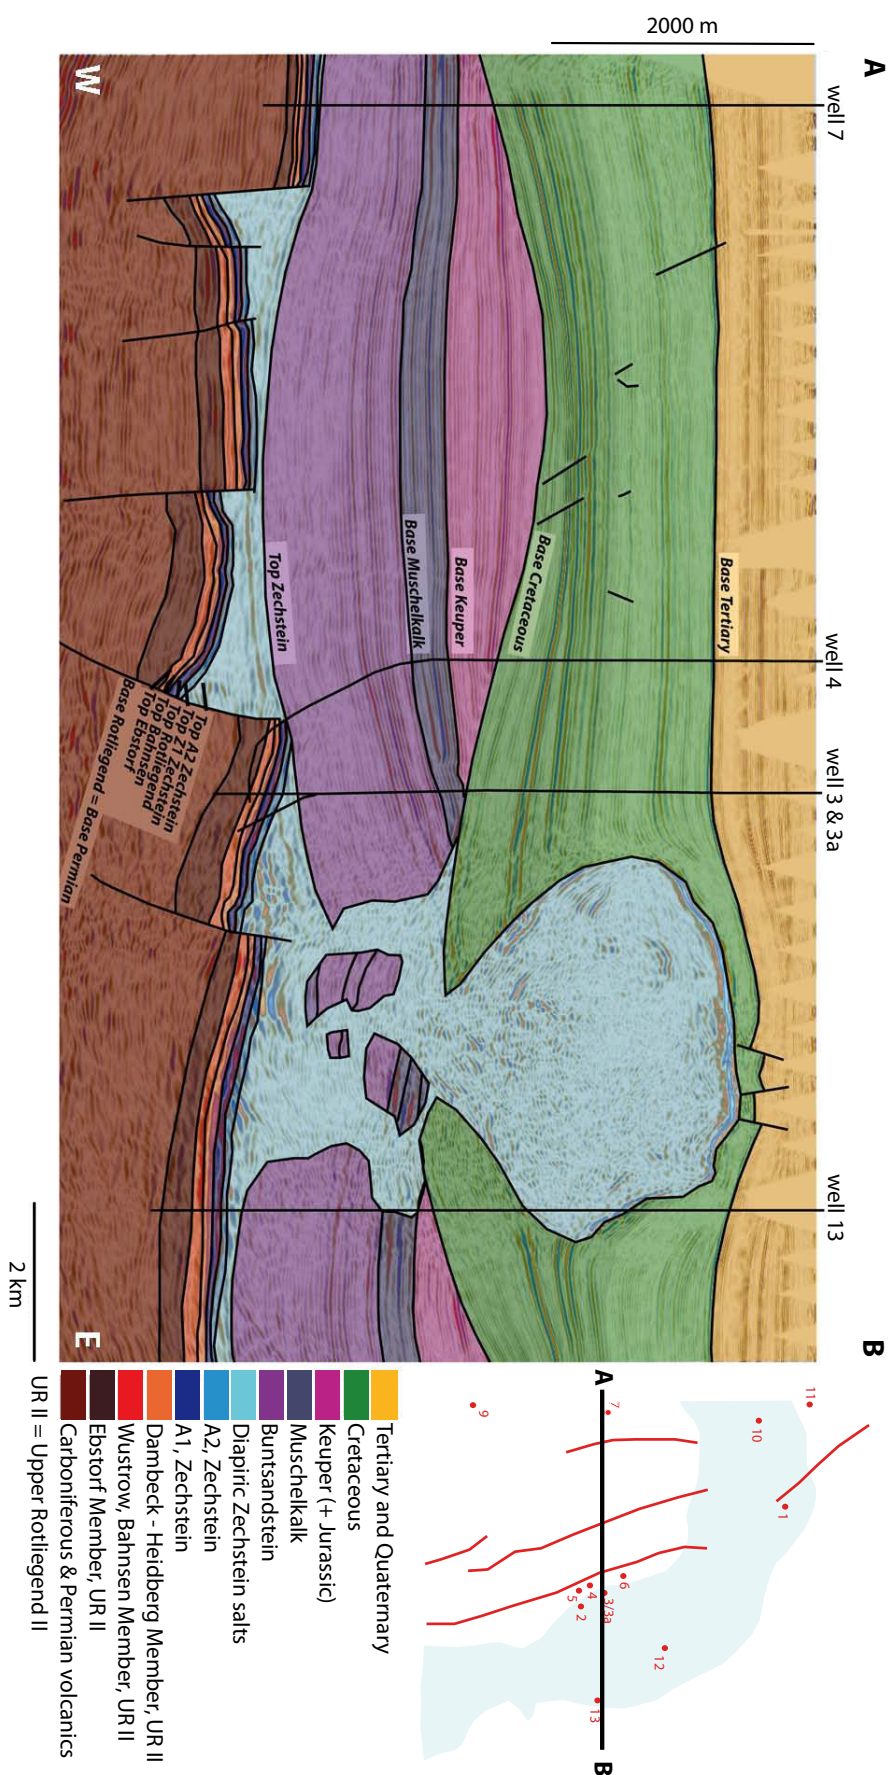 A
B
2000 m
well 7
well 4
well 3 & 3a
well 13
W
E
Base Tertiary
Base Cretaceous
Base Keuper
Base Muschelkalk
Top Zechstein
Top A2 Zechstein
Top Z1 Zechstein
Top Rotliegend
Top Bahnsen
Top Ebstorf
Base Rotliegend = Base Permian
2 km
Tertiary and Quaternary
Cretaceous
Keuper (+ Jurassic)
Muschelkalk
Buntsandstein
Diapiric Zechstein salts
A2, Zechstein
A1, Zechstein
Dambeck - Heidberg Member, UR II
Wustrow, Bahnsen Member, UR II
Ebstorf Member, UR II
Carboniferous & Permian volcanics
UR II = Upper Rotliegend II
A
B
11
10
1
7
9
6
3/3a
4
5
2
12
13